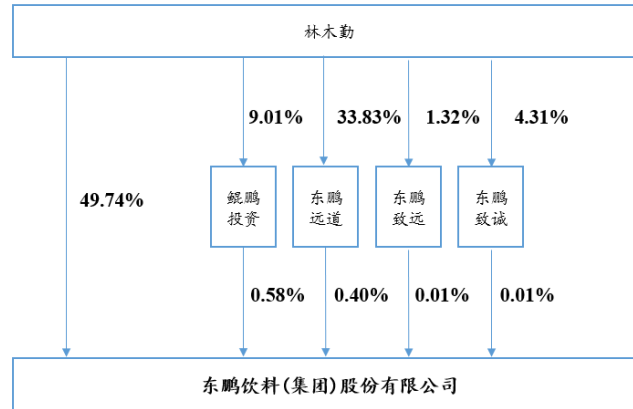 林木勤
9.01%
33.83%
1.32%
4.31%
49.74%
鲲鹏
投资
东鹏
远道
东鹏
致远
东鹏
致诚
0.58%
0.40%
0.01%
0.01%
东鹏饮料(集团)股份有限公司